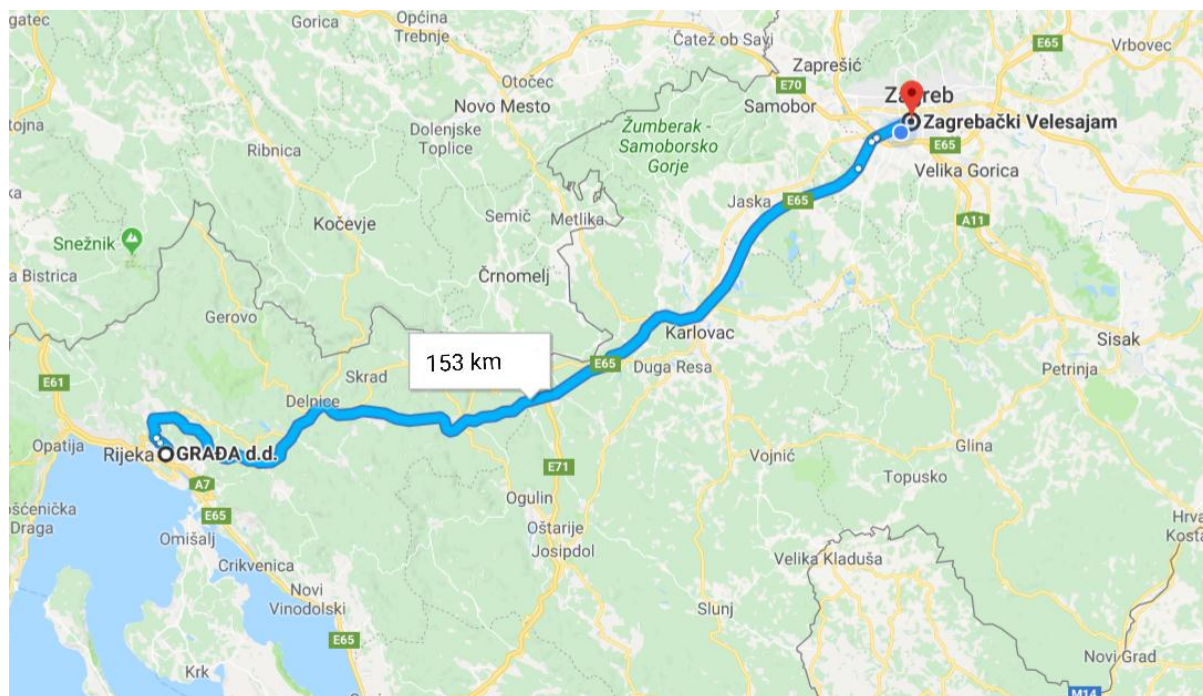 gatec
Gorica
Općina
Trebnje
Čatež ob Savi
E65
Vrbovec
Zaprešić
Otočec
E70
Novo Mesto
Samobor
Zagreb
Zagrebački Velesajam
tojna
Dolenjske
Toplice
Žumberak -
Samoborsko
Gorje
E65
Ribnica
Velika Gorica
Jaska
E65
Semič
Metlika
A11
Kočevje
Snežnik
Črnomelj
a Bistrica
Gerovo
Karlovac
Sisak
153 km
E65
Duga Resa
Petrinja
E61
Skrad
Delnice
Opatija
Rijeka
GRAĐA d.d.
Glina
Vojnić
E71
A7
Topusko
Ogulin
ošćenička
Draga
E65
Omišalj
Oštarije
Hrva
Kosta
Josipdol
Crikvenica
Velika Kladuša
Novi
Vinodolski
Slunj
E65
Krk
Novi Grad
M14